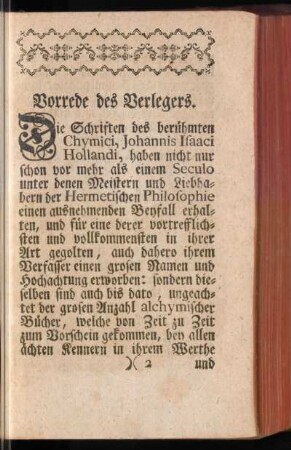 Vorrede des Verlegers.
Die Schriften des berühmten
Chymici, Johannis Isaaci
Hollandi, haben nicht nur
schon vor mehr als einem Seculo
unter denen Meistern und Liebha-
bern der Hermetischen Philosophie
einen ausnehmenden Beyfall erhal-
ten, und für eine derer vortrefflich-
sten und vollkommensten in ihrer
Art gegolten, auch dahero ihrem
Verfasser einen grosen Namen und
Hochachtung erworben: sondern die-
selben sind auch bis dato, ungeach-
tet der grosen Anzahl alchymischer
Bücher, welche von Zeit zu Zeit
zum Vorschein gekommen, bey allen
ächten Kennern in ihrem Werthe
)( 2 und